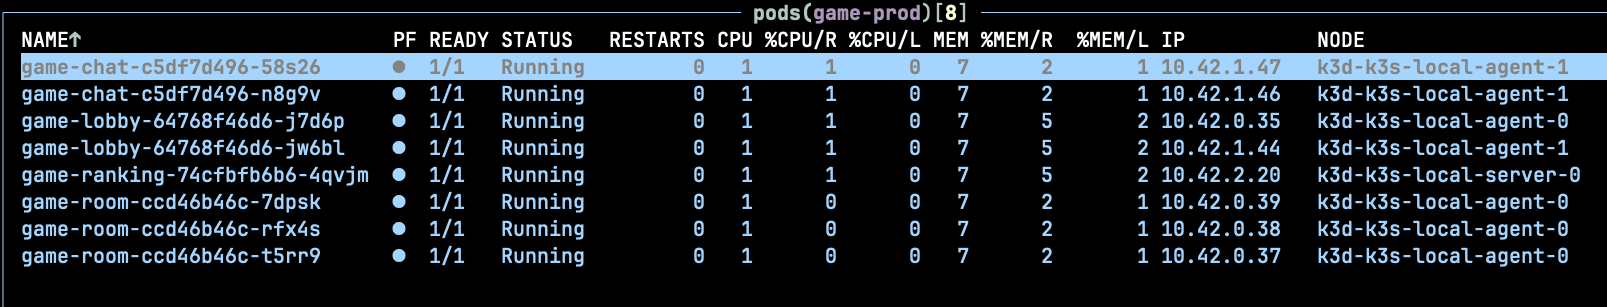 pods(game-prod)[8]
NAME↑ PF READY STATUS RESTARTS CPU %CPU/R %CPU/L MEM %MEM/R %MEM/L IP NODE
game-chat-c5df7d496-58s26 ● 1/1 Running 0 1 1 0 7 2 1 10.42.1.47 k3d-k3s-local-agent-1
game-chat-c5df7d496-n8g9v ● 1/1 Running 0 1 1 0 7 2 1 10.42.1.46 k3d-k3s-local-agent-1
game-lobby-64768f46d6-j7d6p ● 1/1 Running 0 1 1 0 7 5 2 10.42.0.35 k3d-k3s-local-agent-0
game-lobby-64768f46d6-jw6bl ● 1/1 Running 0 1 1 0 7 5 2 10.42.1.44 k3d-k3s-local-agent-1
game-ranking-74cfbfb6b6-4qvjm ● 1/1 Running 0 1 1 0 7 5 2 10.42.2.20 k3d-k3s-local-server-0
game-room-ccd46b46c-7dpsk ● 1/1 Running 0 1 0 0 7 2 1 10.42.0.39 k3d-k3s-local-agent-0
game-room-ccd46b46c-rfx4s ● 1/1 Running 0 1 0 0 7 2 1 10.42.0.38 k3d-k3s-local-agent-0
game-room-ccd46b46c-t5rr9 ● 1/1 Running 0 1 0 0 7 2 1 10.42.0.37 k3d-k3s-local-agent-0